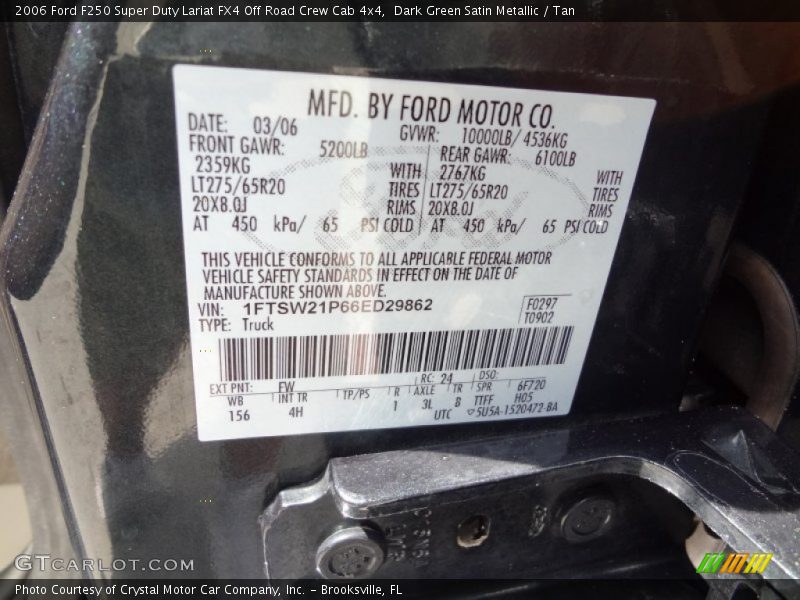 2006 Ford F250 Super Duty Lariat FX4 Off Road Crew Cab 4x4, Dark Green Satin Metallic / Tan
MFD. BY FORD MOTOR CO.
DATE: 03/06 GVWR: 10000LB/ 4536KG
FRONT GAWR: 5200LB REAR GAWR: 6100LB
2359KG WITH 2767KG WITH
LT275/65R20 TIRES LT275/65R20 TIRES
20X8.0J RIMS 20X8.0J RIMS
AT 450 kPa/ 65 PSI COLD AT 450 kPa/ 65 PSI COLD
THIS VEHICLE CONFORMS TO ALL APPLICABLE FEDERAL MOTOR
VEHICLE SAFETY STANDARDS IN EFFECT ON THE DATE OF
MANUFACTURE SHOWN ABOVE.
VIN: 1FTSW21P66ED29862 F0297
TYPE: Truck T0902
EXT PNT: FW RC: 24 DSO:
WB INT TR TP/PS R AXLE TR SPR 6F720
156 4H 1 3L 8 TTFF H05
UTC 5U5A-1520472-BA
GTCarLot.com
Photo Courtesy of Crystal Motor Car Company, Inc. – Brooksville, FL